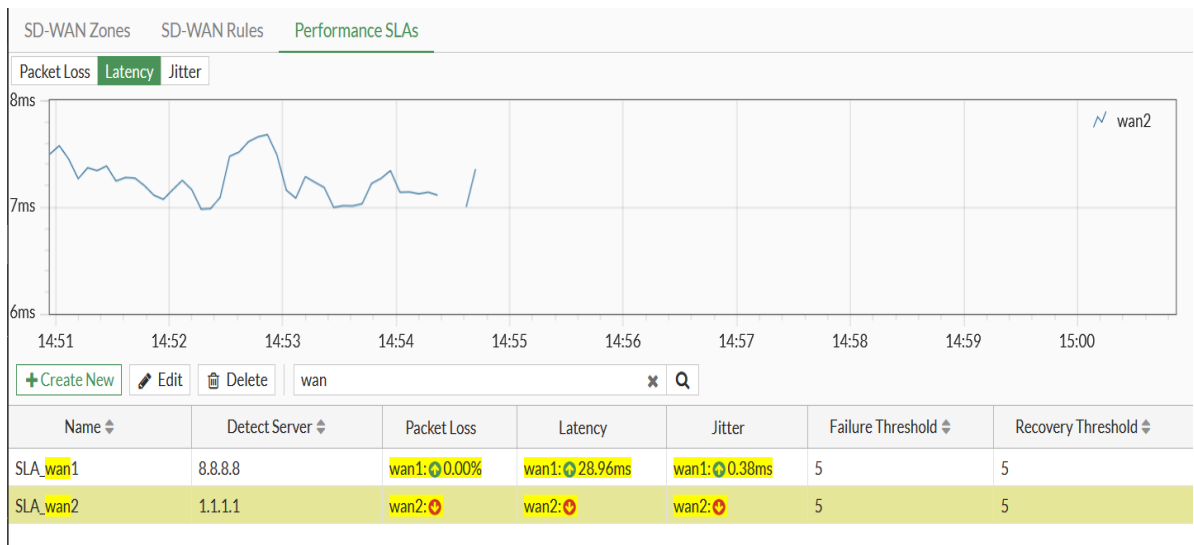 SD-WAN Zones SD-WAN Rules Performance SLAs
Packet Loss Latency Jitter
8ms
wan2
7ms
6ms
14:51 14:52 14:53 14:54 14:55 14:56 14:57 14:58 14:59 15:00
+ Create New Edit Delete wan
Name Detect Server Packet Loss Latency Jitter Failure Threshold Recovery Threshold
SLA_wan1 8.8.8.8 wan1: 0.00% wan1: 28.96ms wan1: 0.38ms 5 5
SLA_wan2 1.1.1.1 wan2: wan2: wan2: 5 5